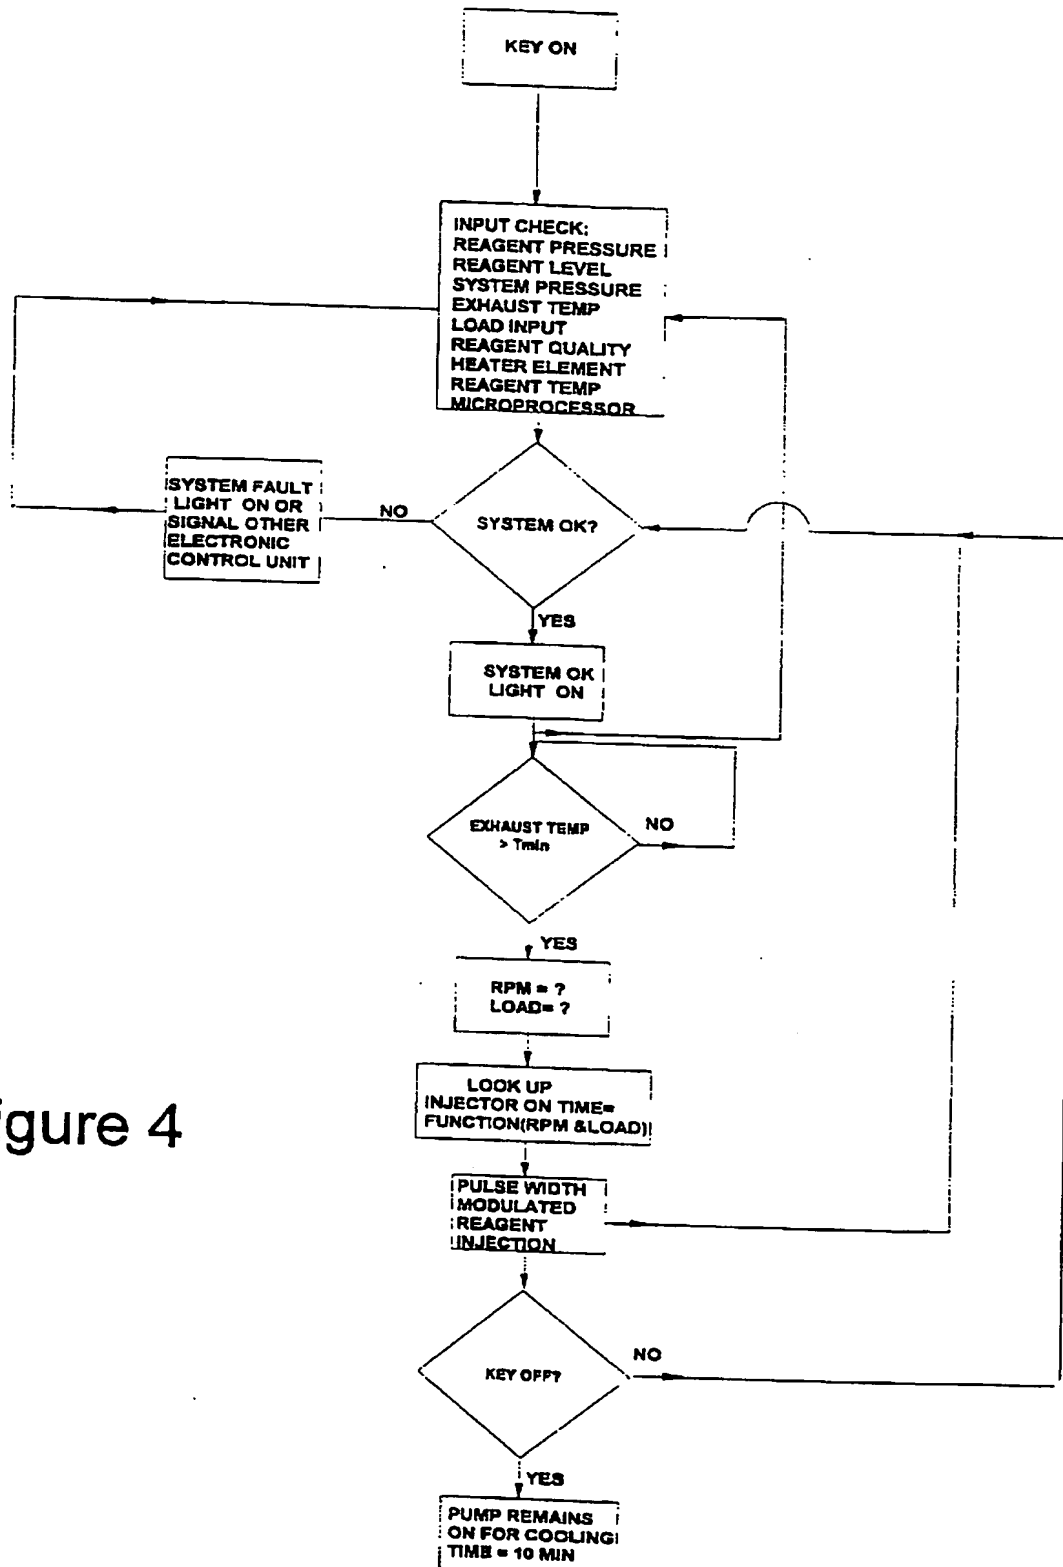 KEY ON
INPUT CHECK:
REAGENT PRESSURE
REAGENT LEVEL
SYSTEM PRESSURE
EXHAUST TEMP
LOAD INPUT
REAGENT QUALITY
HEATER ELEMENT
REAGENT TEMP
MICROPROCESSOR
SYSTEM FAULT
LIGHT ON OR
SIGNAL OTHER
ELECTRONIC
CONTROL UNIT
NO
SYSTEM OK?
YES
SYSTEM OK
LIGHT ON
EXHAUST TEMP
> Tmin
NO
YES
RPM = ?
LOAD= ?
LOOK UP
INJECTOR ON TIME=
FUNCTION(RPM &LOAD)
gure 4
PULSE WIDTH
MODULATED
REAGENT
INJECTION
KEY OFF?
NO
YES
PUMP REMAINS
ON FOR COOLING
TIME = 10 MIN